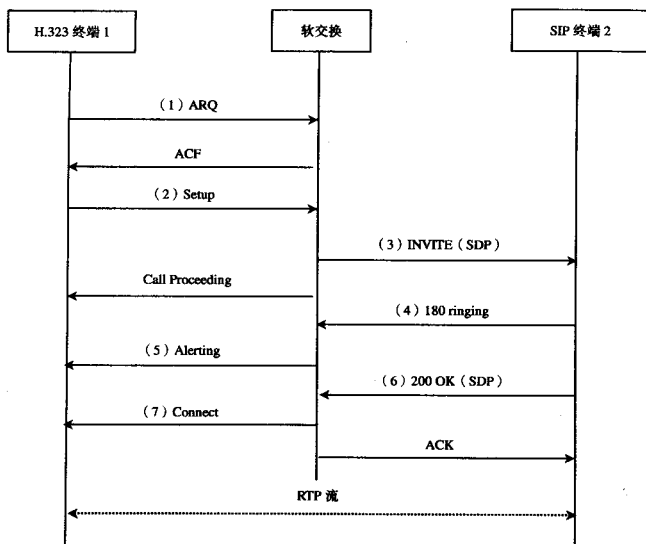 H.323 终端 1
软交换
SIP 终端 2
(1) ARQ
ACF
(2) Setup
(3) INVITE (SDP)
Call Proceeding
(4) 180 ringing
(5) Alerting
(6) 200 OK (SDP)
(7) Connect
ACK
RTP 流